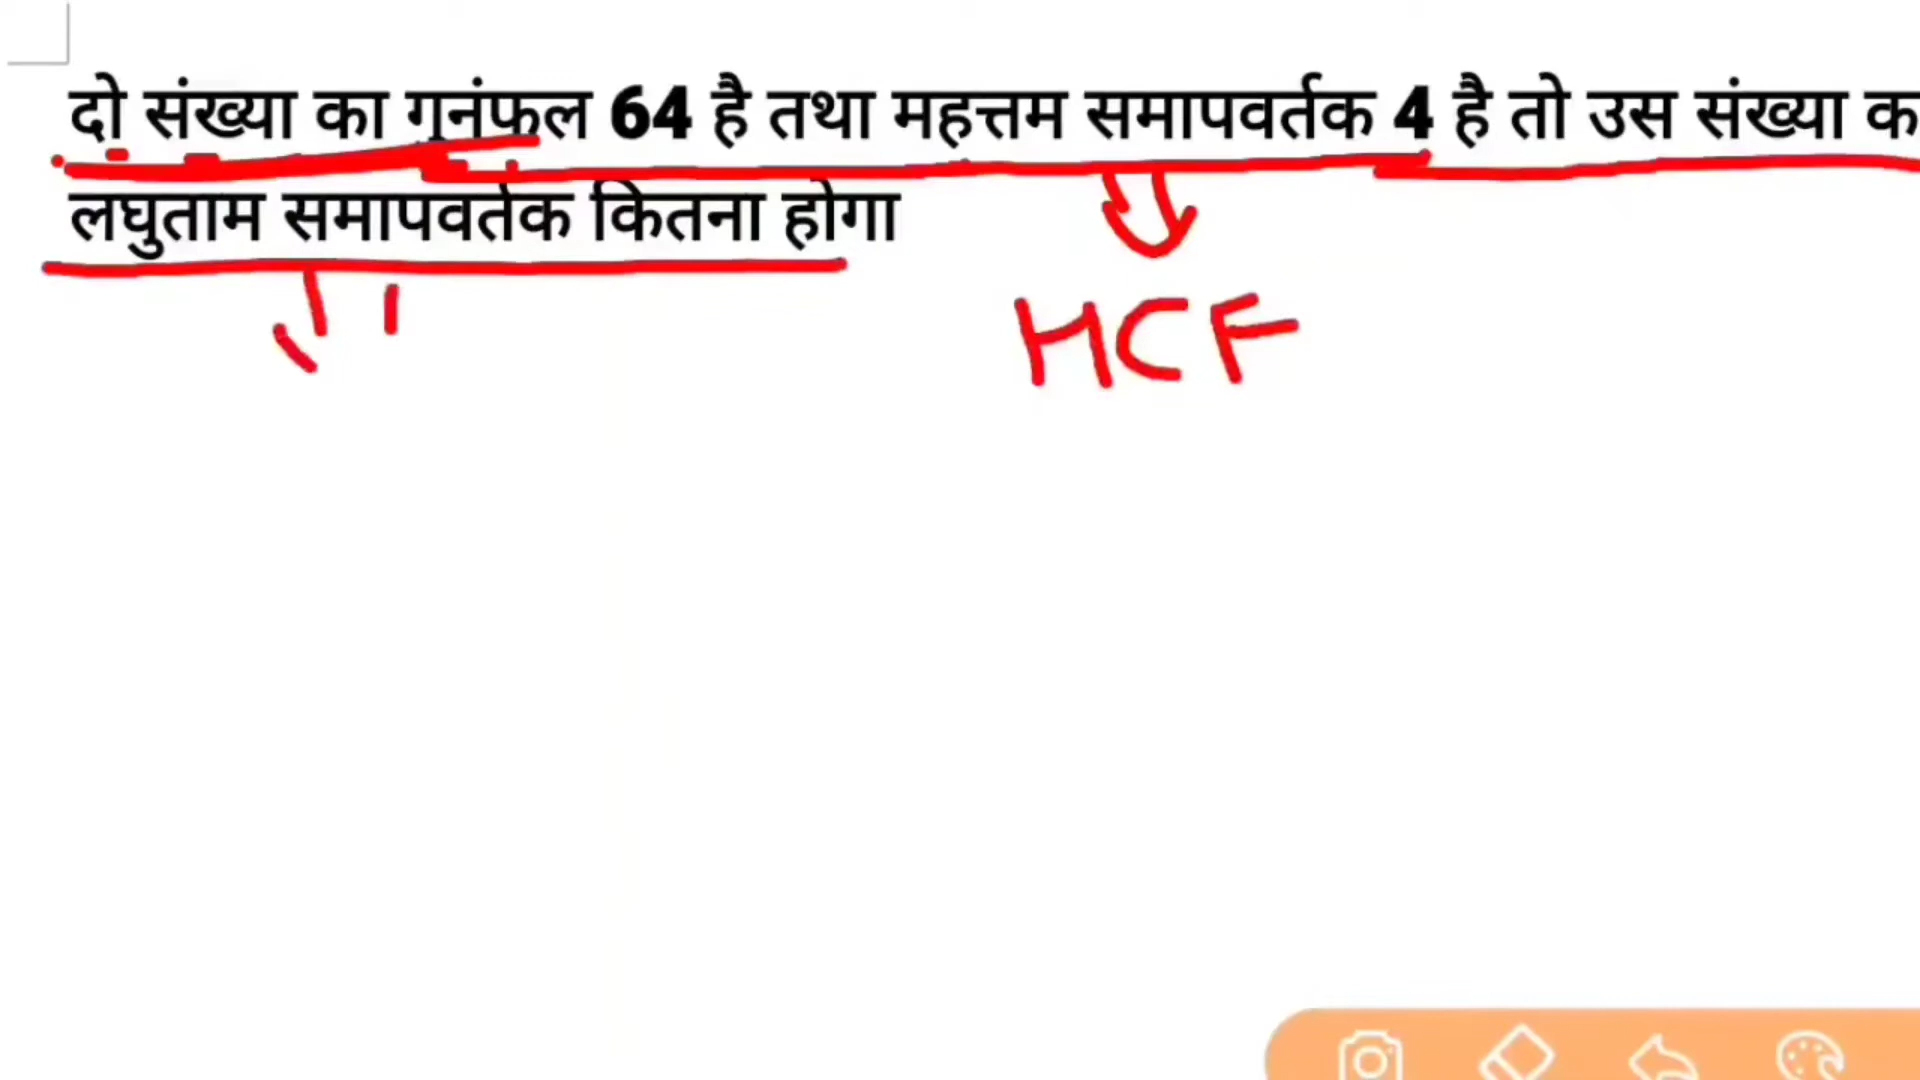 दो संख्या का गुनंफल 64 है तथा महत्तम समापवर्तक 4 है तो उस संख्या क
लघुताम समापवर्तक कितना होगा
HCF